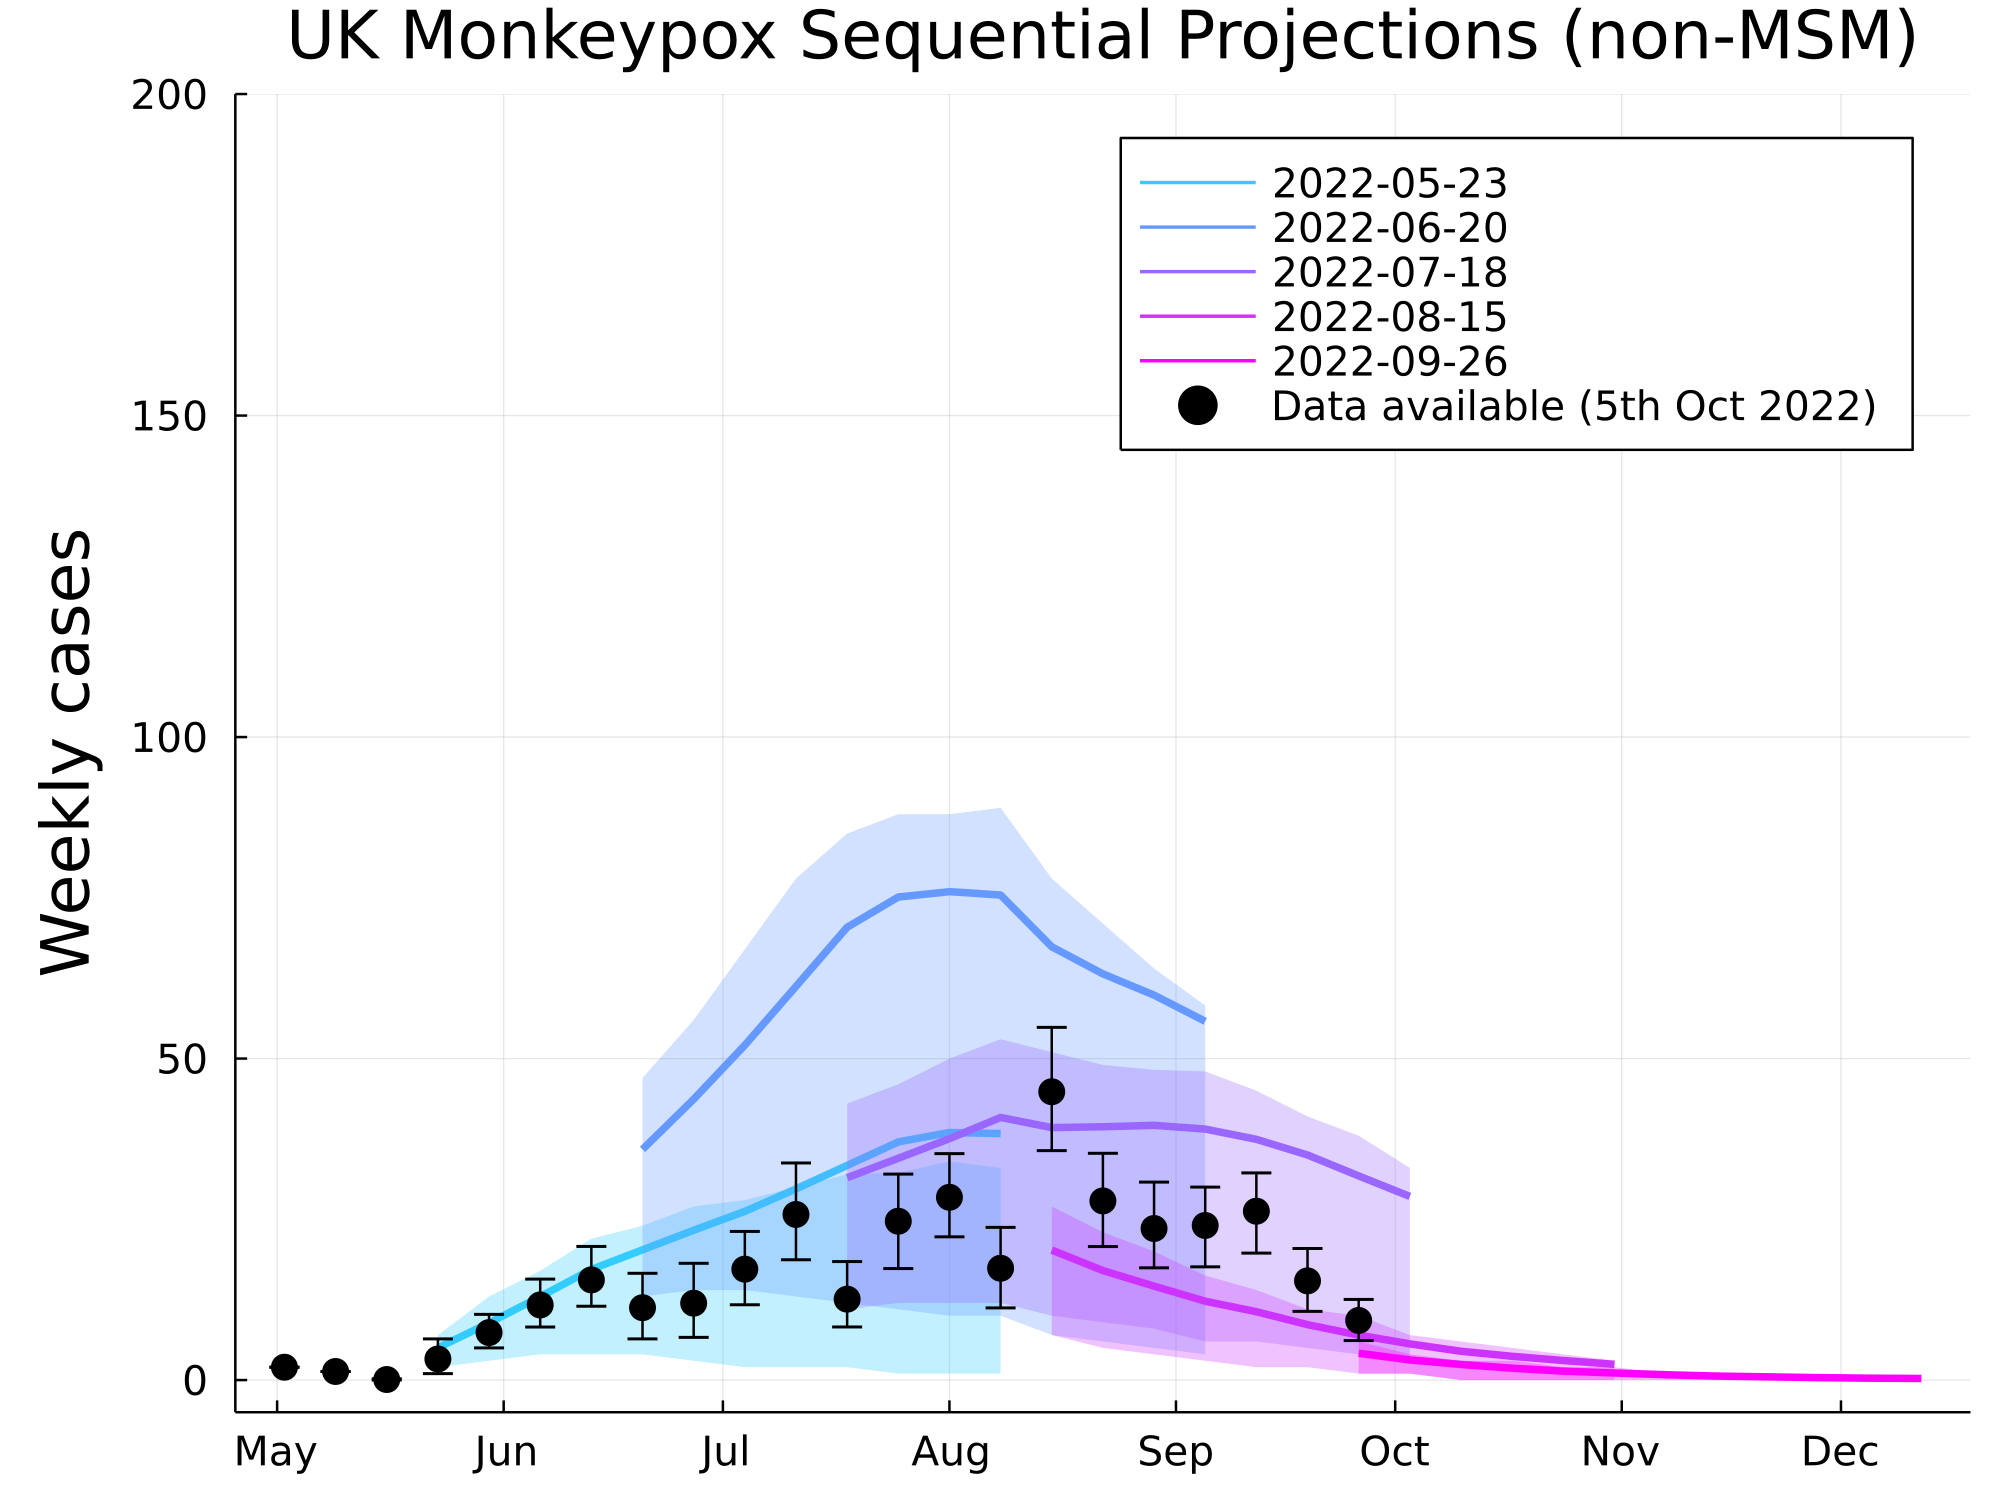 UK Monkeypox Sequential Projections (non-MSM)
200
150
100
50
0
Weekly cases
2022-05-23
2022-06-20
2022-07-18
2022-08-15
2022-09-26
Data available (5th Oct 2022)
May Jun Jul Aug Sep Oct Nov Dec